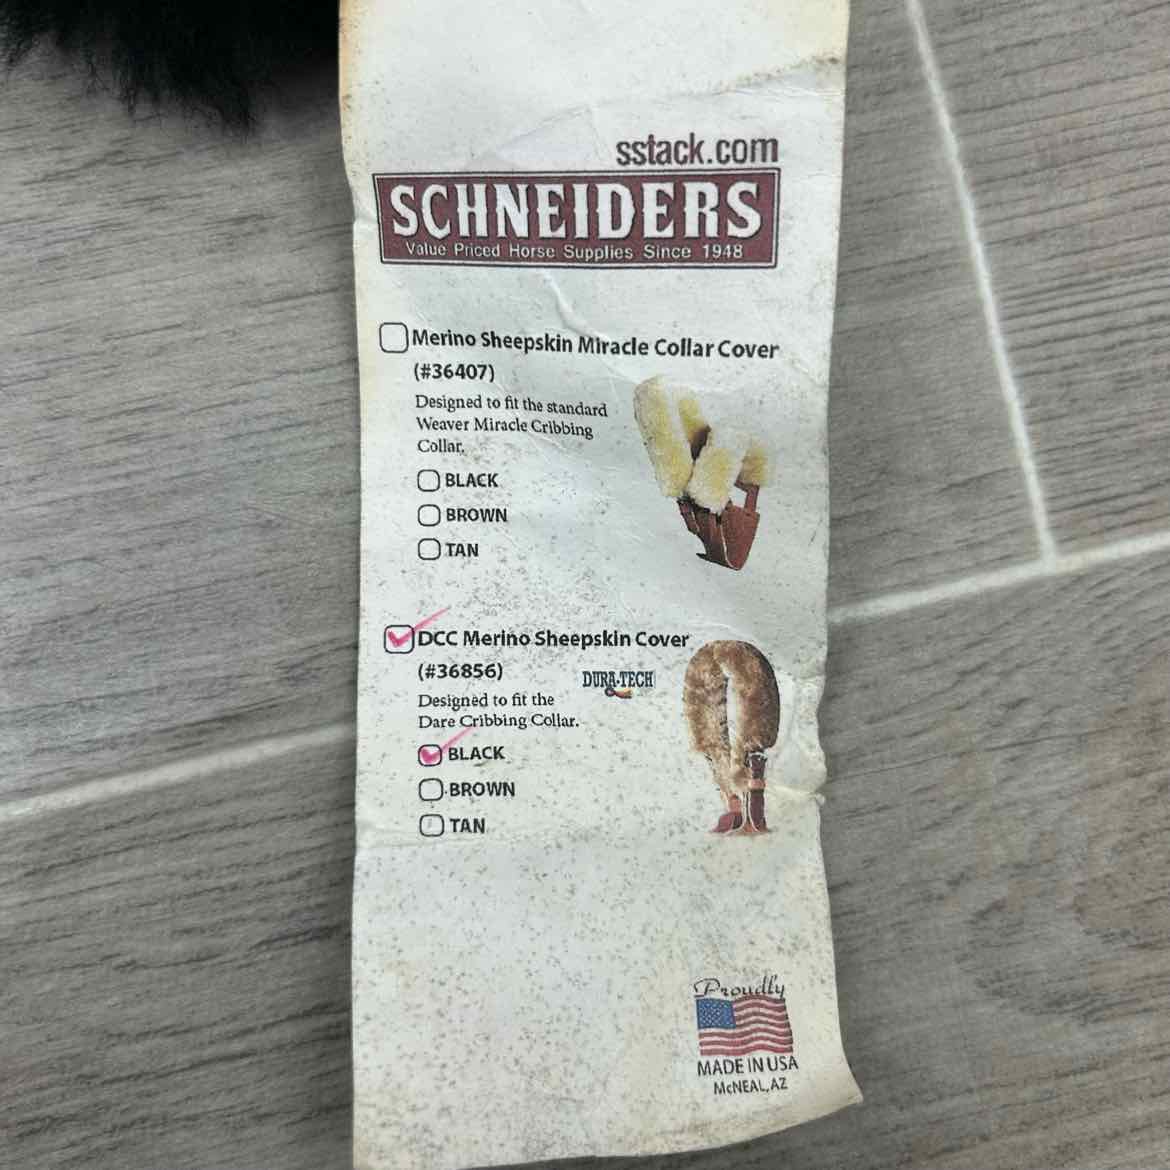 sstack.com
SCHNEIDERS
Value Priced Horse Supplies Since 1948
Merino Sheepskin Miracle Collar Cover
(#36407)
Designed to fit the standard
Weaver Miracle Cribbing
Collar.
BLACK
BROWN
TAN
DCC Merino Sheepskin Cover
(#36856)
DURA-TECH
Designed to fit the
Dare Cribbing Collar.
BLACK
BROWN
TAN
Proudly
MADE IN USA
McNEAL, AZ